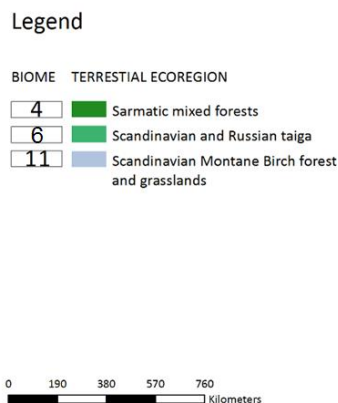 Legend
BIOME TERRESTIAL ECOREGION
4 Sarmatic mixed forests
6 Scandinavian and Russian taiga
11 Scandinavian Montane Birch forest
and grasslands
0 190 380 570 760
Kilometers